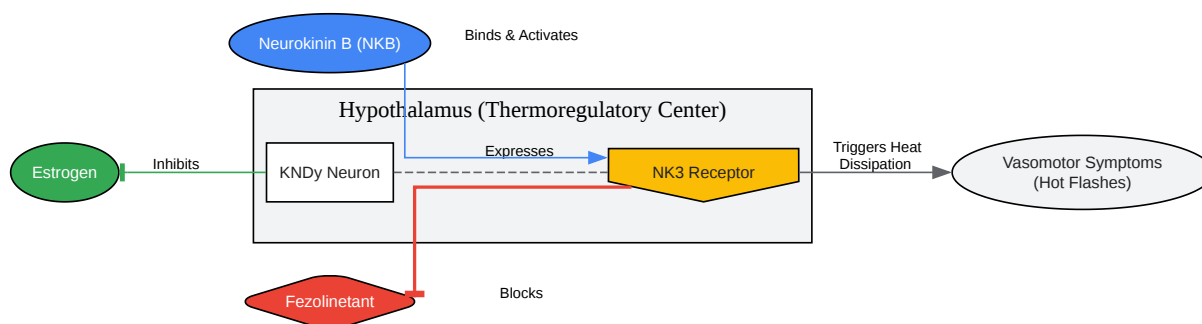 Neurokinin B (NKB)
Binds & Activates
Hypothalamus (Thermoregulatory Center)
Estrogen
Inhibits
KNDy Neuron
Expresses
NK3 Receptor
Triggers Heat
Dissipation
Vasomotor Symptoms
(Hot Flashes)
Fezolinetant
Blocks